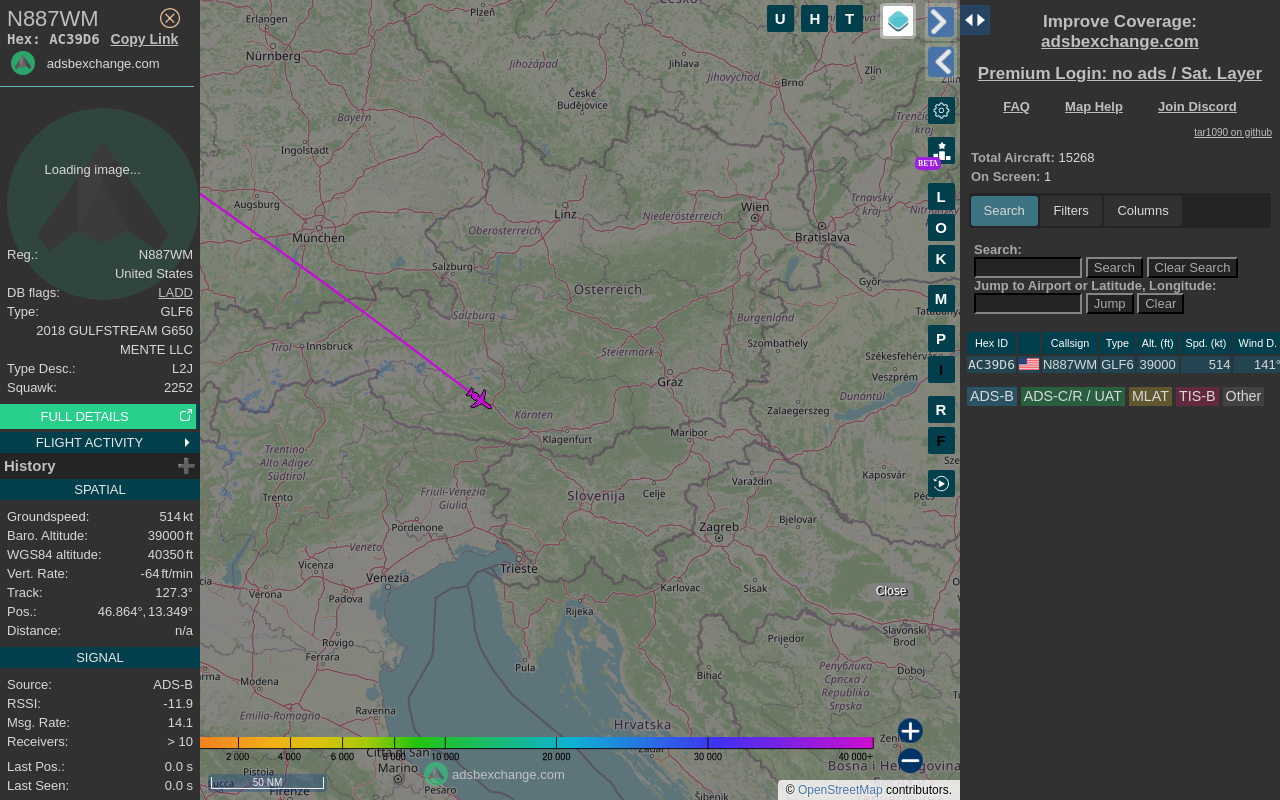 N887WM
Hex: AC39D6 Copy Link
adsbexchange.com
Loading image...
Reg.: N887WM
United States
DB flags: LADD
Type: GLF6
2018 GULFSTREAM G650
MENTE LLC
Type Desc.: L2J
Squawk: 2252
FULL DETAILS
FLIGHT ACTIVITY
History
SPATIAL
Groundspeed: 514 kt
Baro. Altitude: 39000 ft
WGS84 altitude: 40350 ft
Vert. Rate: -64 ft/min
Track: 127.3°
Pos.: 46.864°, 13.349°
Distance: n/a
SIGNAL
Source: ADS-B
RSSI: -11.9
Msg. Rate: 14.1
Receivers: > 10
Last Pos.: 0.0 s
Last Seen: 0.0 s
U H T
BETA
L
O
K
M
P
I
R
F
Erlangen
Plzeň
Nürnberg
Jihozápad
Jihlava
Jihovýchod
Brno
Zlín
České
Budějovice
Bayern
Trenčia
kraj
Ingolstadt
Augsburg
München
Linz
Niederösterreich
Wien
Trnavský
kraj
Bratislava
Oberösterreich
Salzburg
Österreich
Győr
Tirol
Innsbruck
Salzburg
Burgenland
Szombathely
Steiermark
Székesfehérvá
Veszprém
Graz
Dunántúl
Kärnten
Klagenfurt
Zalaegerszeg
Maribor
Trentino-
Alto Adige/
Südtirol
Trento
Friuli-Venezia
Giulia
Slovenija
Celje
Varaždin
Kaposvár
Pordenone
Zagreb
Bjelovar
Veneto
Vicenza
Trieste
Venezia
Verona
Padova
Karlovac
Sisak
Close
Rijeka
Rovigo
Ferrara
Pula
Prijedor
Slavonski
Brod
Modena
Bihać
Doboj
Република
Српска /
Republika
Srpska
Emilia-Romagna
Ravenna
Hrvatska
Zadar
2 000 4 000 6 000 8 000 10 000 20 000 30 000 40 000+
Città di San
Marino
Pistoia
Pesaro
Bosna i Hercegovina
Firenze
Šibenik
50 NM
adsbexchange.com
© OpenStreetMap contributors.
Improve Coverage:
adsbexchange.com
Premium Login: no ads / Sat. Layer
FAQ Map Help Join Discord
tar1090 on github
Total Aircraft: 15268
On Screen: 1
Search Filters Columns
Search:
Search Clear Search
Jump to Airport or Latitude, Longitude:
Jump Clear
Hex ID Callsign Type Alt. (ft) Spd. (kt) Wind D.
AC39D6 N887WM GLF6 39000 514 141°
ADS-B ADS-C/R / UAT MLAT TIS-B Other